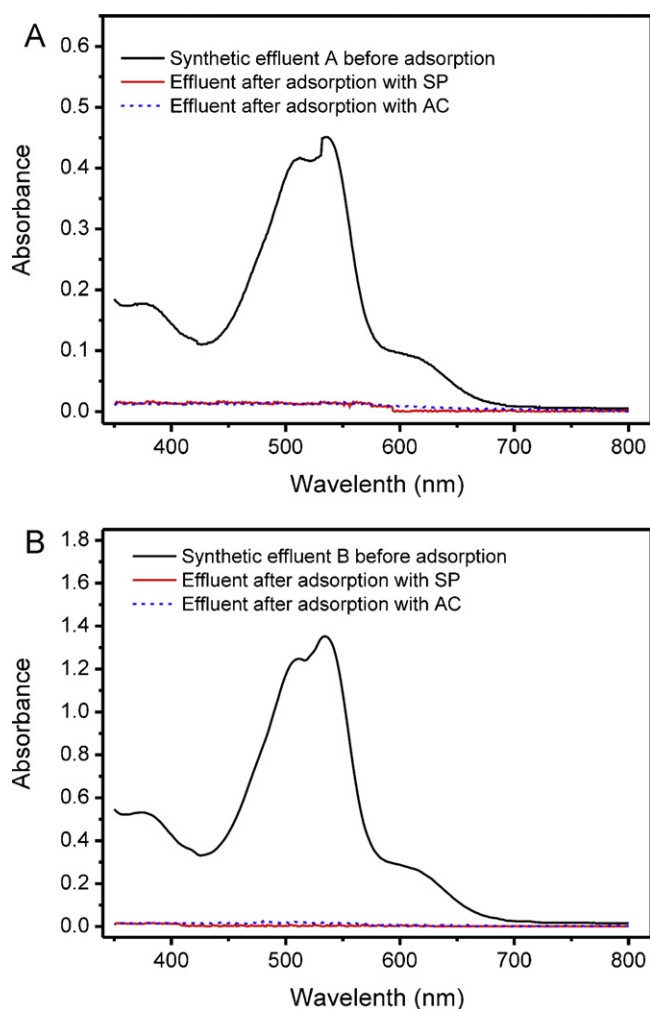 A
0.6
0.5
0.4
0.3
0.2
0.1
0.0
Absorbance
Synthetic effluent A before adsorption
Effluent after adsorption with SP
Effluent after adsorption with AC
400 500 600 700 800
Wavelenth (nm)
B
1.8
1.6
1.4
1.2
1.0
0.8
0.6
0.4
0.2
0.0
Absorbance
Synthetic effluent B before adsorption
Effluent after adsorption with SP
Effluent after adsorption with AC
400 500 600 700 800
Wavelenth (nm)